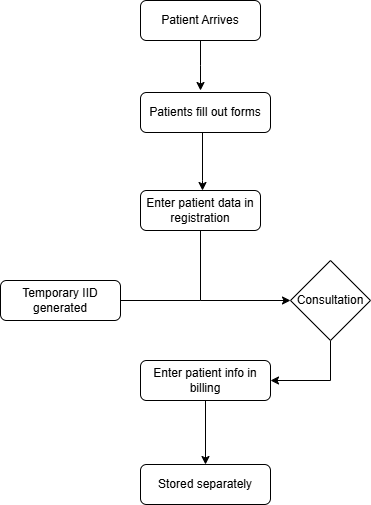 Patient Arrives
Patients fill out forms
Enter patient data in
registration
Temporary IID
generated
Consultation
Enter patient info in
billing
Stored separately